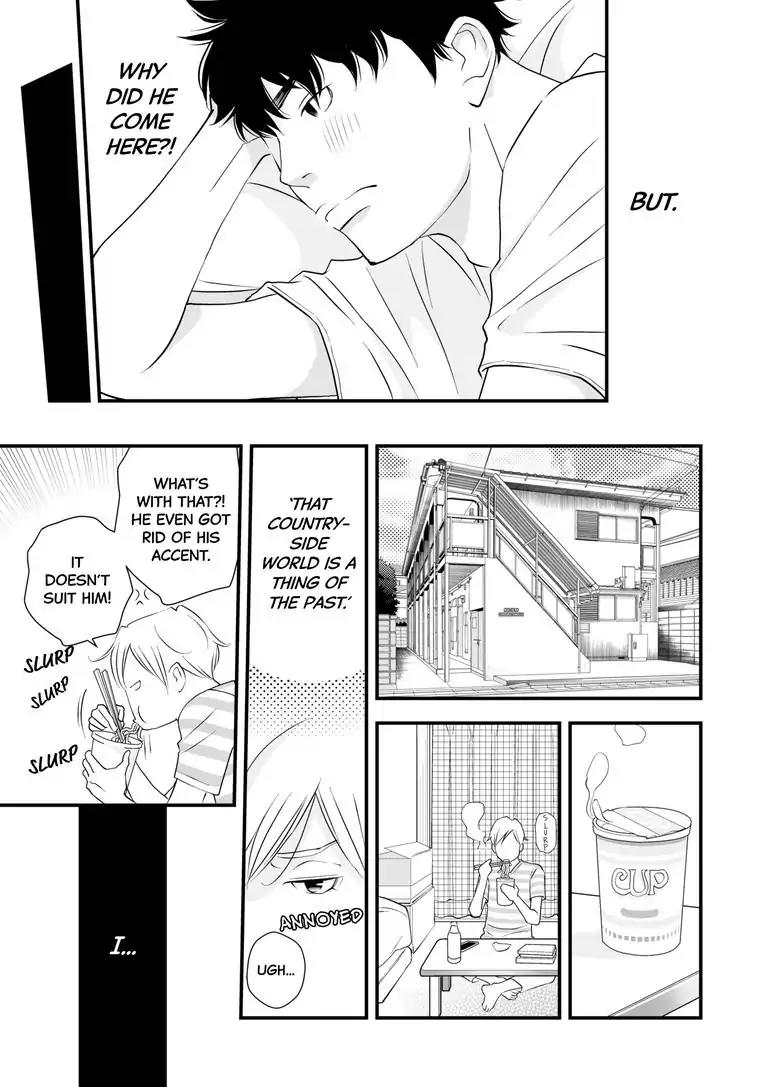 BUT.
WHY
DID HE
COME
HERE?!
CUP
SLURP
'THAT
COUNTRY-
SIDE
WORLD IS A
THING OF
THE PAST.'
ANNOYED
UGH...
WHAT'S
WITH THAT?!
HE EVEN GOT
RID OF HIS
ACCENT.
IT
DOESN'T
SUIT HIM!
SLURP
SLURP
SLURP
I...